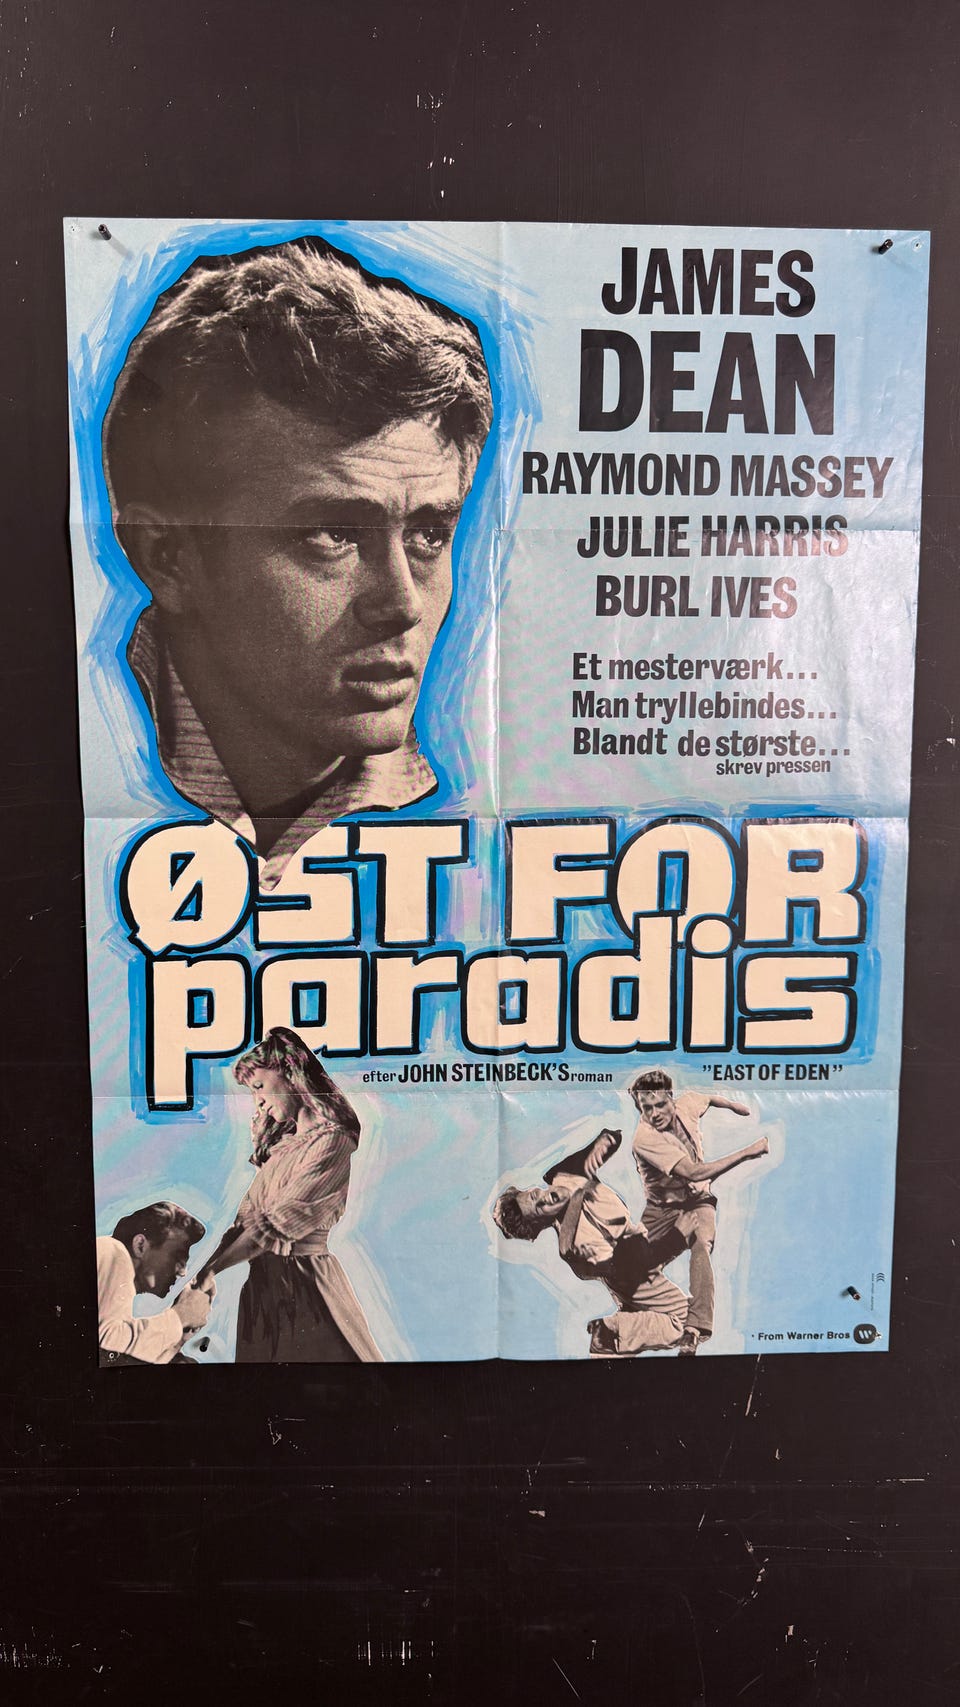 JAMES
DEAN
RAYMOND MASSEY
JULIE HARRIS
BURL IVES
Et mesterværk...
Man tryllebindes...
Blandt de største...
skrev pressen
ØST FOR
paradis
efter JOHN STEINBECK'S roman
"EAST OF EDEN"
From Warner Bros